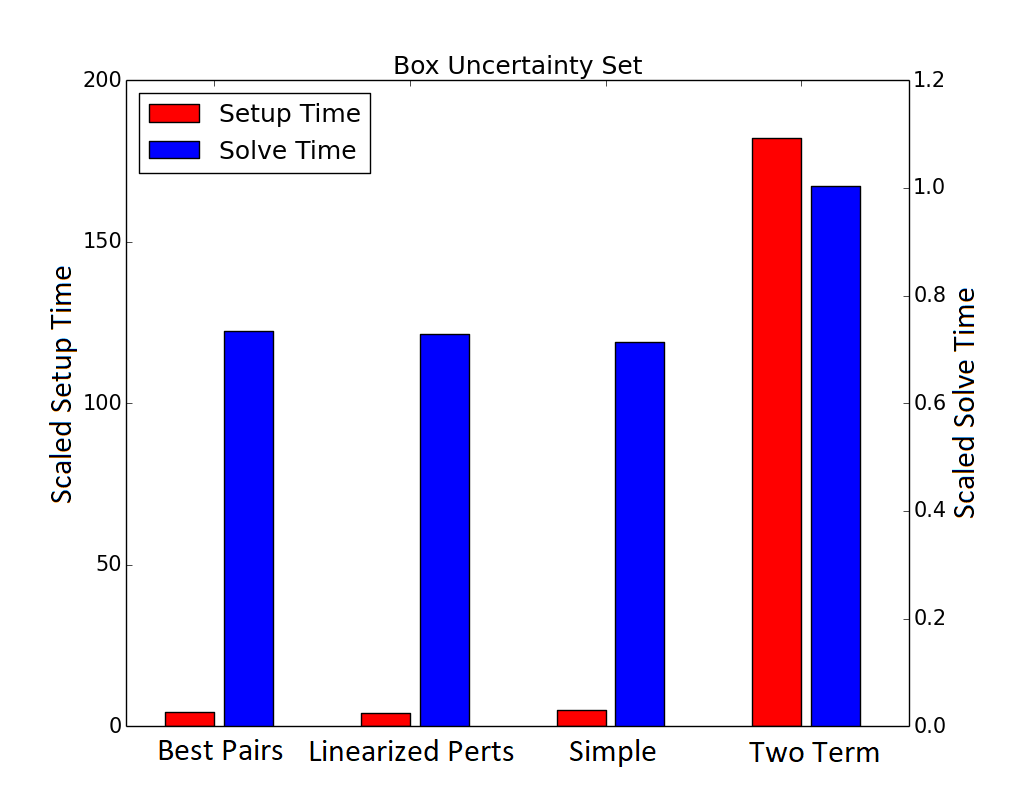 Box Uncertainty Set
Setup Time
Solve Time
200
150
100
50
0
Scaled Setup Time
1.2
1.0
0.8
0.6
0.4
0.2
0.0
Scaled Solve Time
Best Pairs
Linearized Perts
Simple
Two Term